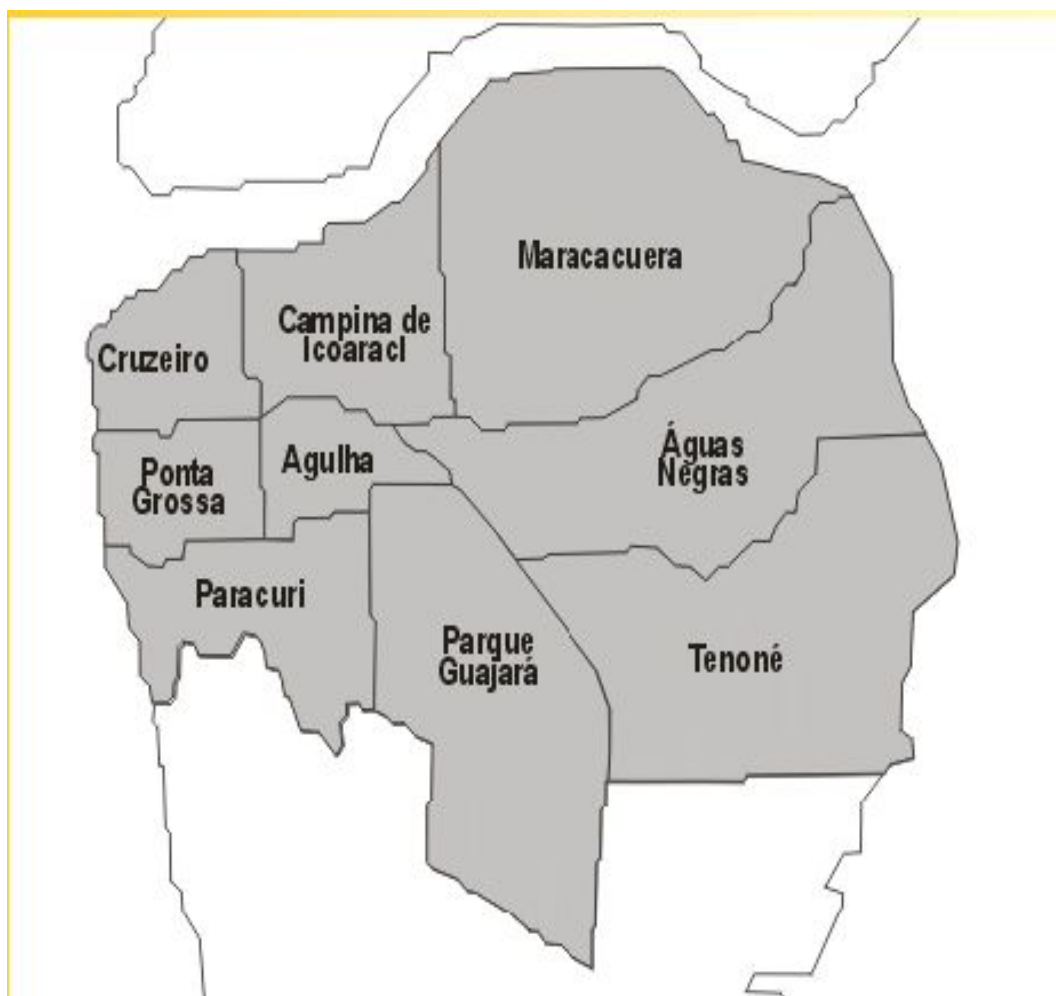 Maracacuera
Campina de
Icoaraci
Cruzeiro
Águas
Negras
Agulha
Ponta
Grossa
Paracuri
Parque
Guajará
Tenoné